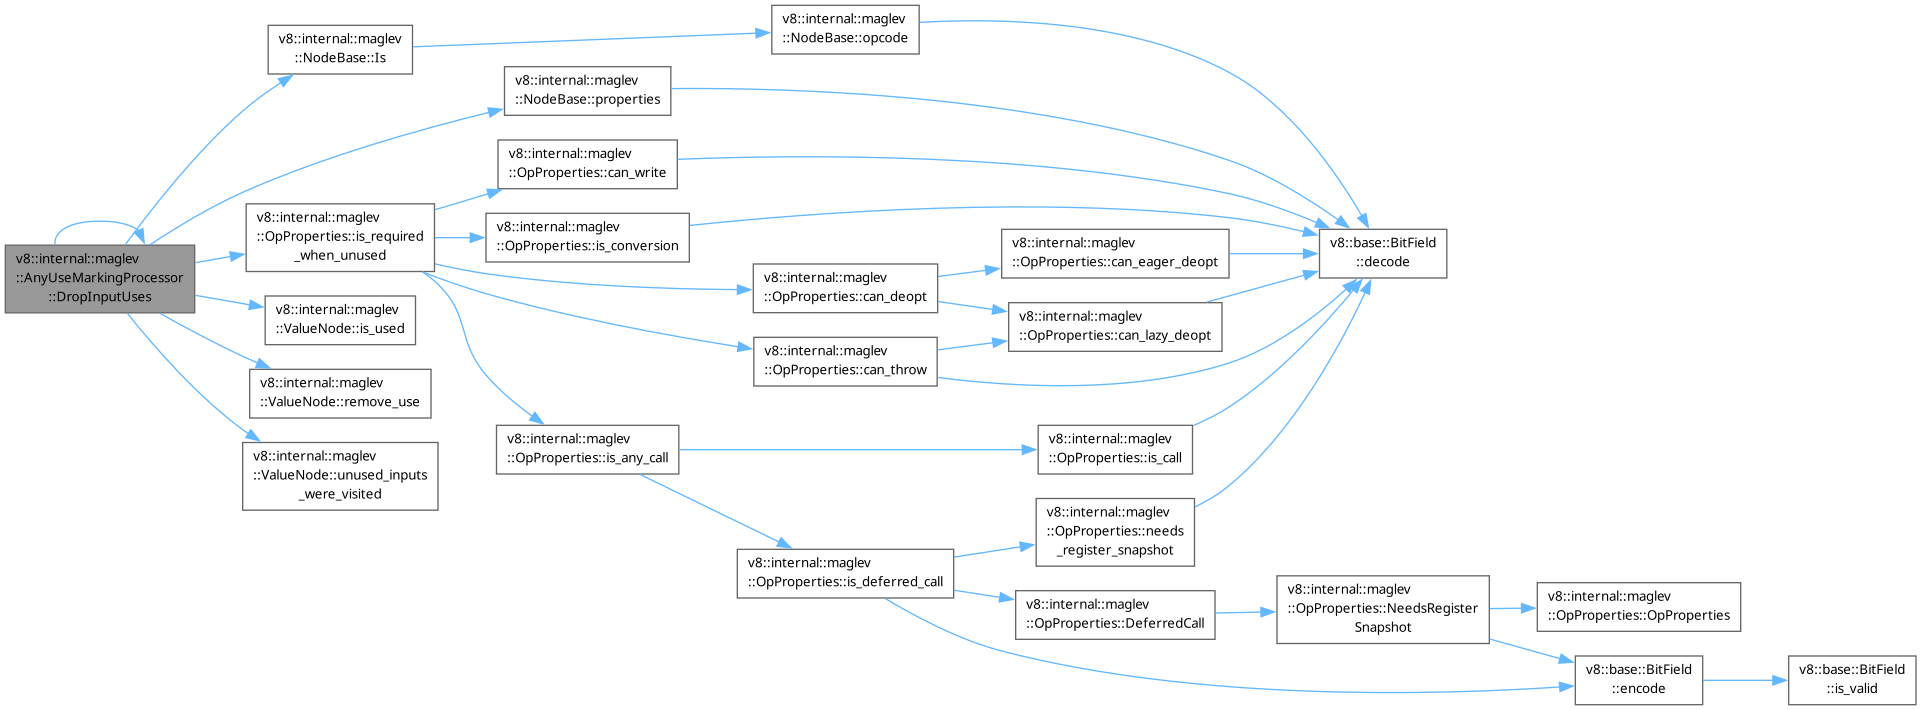 v8::internal::maglev
::AnyUseMarkingProcessor
::DropInputUses
v8::internal::maglev
::NodeBase::Is
v8::internal::maglev
::NodeBase::opcode
v8::internal::maglev
::NodeBase::properties
v8::internal::maglev
::OpProperties::can_write
v8::internal::maglev
::OpProperties::is_required
_when_unused
v8::internal::maglev
::OpProperties::is_conversion
v8::internal::maglev
::OpProperties::can_deopt
v8::internal::maglev
::OpProperties::can_eager_deopt
v8::base::BitField
::decode
v8::internal::maglev
::OpProperties::can_lazy_deopt
v8::internal::maglev
::OpProperties::can_throw
v8::internal::maglev
::ValueNode::is_used
v8::internal::maglev
::ValueNode::remove_use
v8::internal::maglev
::ValueNode::unused_inputs
_were_visited
v8::internal::maglev
::OpProperties::is_any_call
v8::internal::maglev
::OpProperties::is_call
v8::internal::maglev
::OpProperties::needs
_register_snapshot
v8::internal::maglev
::OpProperties::is_deferred_call
v8::internal::maglev
::OpProperties::DeferredCall
v8::internal::maglev
::OpProperties::NeedsRegister
Snapshot
v8::internal::maglev
::OpProperties::OpProperties
v8::base::BitField
::encode
v8::base::BitField
::is_valid